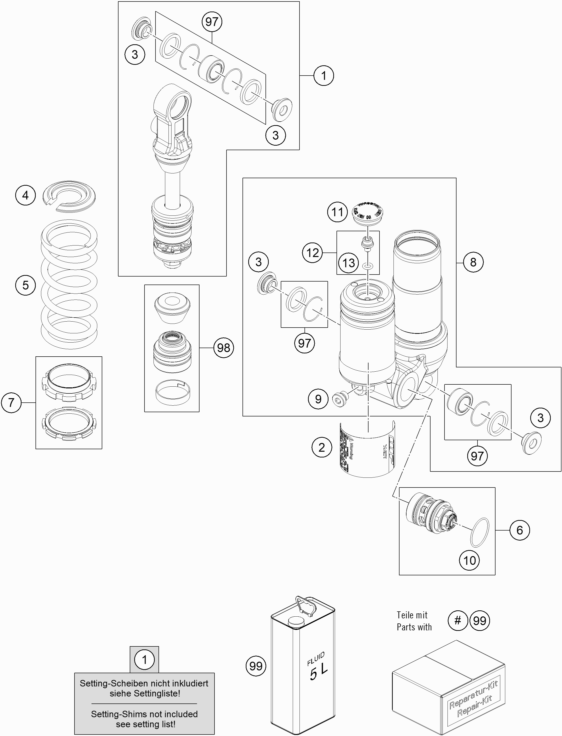 97
3
1
3
4
11
12
8
3
13
5
98
97
7
9
3
2
97
6
10
Teile mit
Parts with
# 99
99
FLUID
5 L
1
Setting-Scheiben nicht inkludiert
siehe Settingliste!
Setting-Shims not included
see setting list!
Reparatur-Kit
Repair-Kit